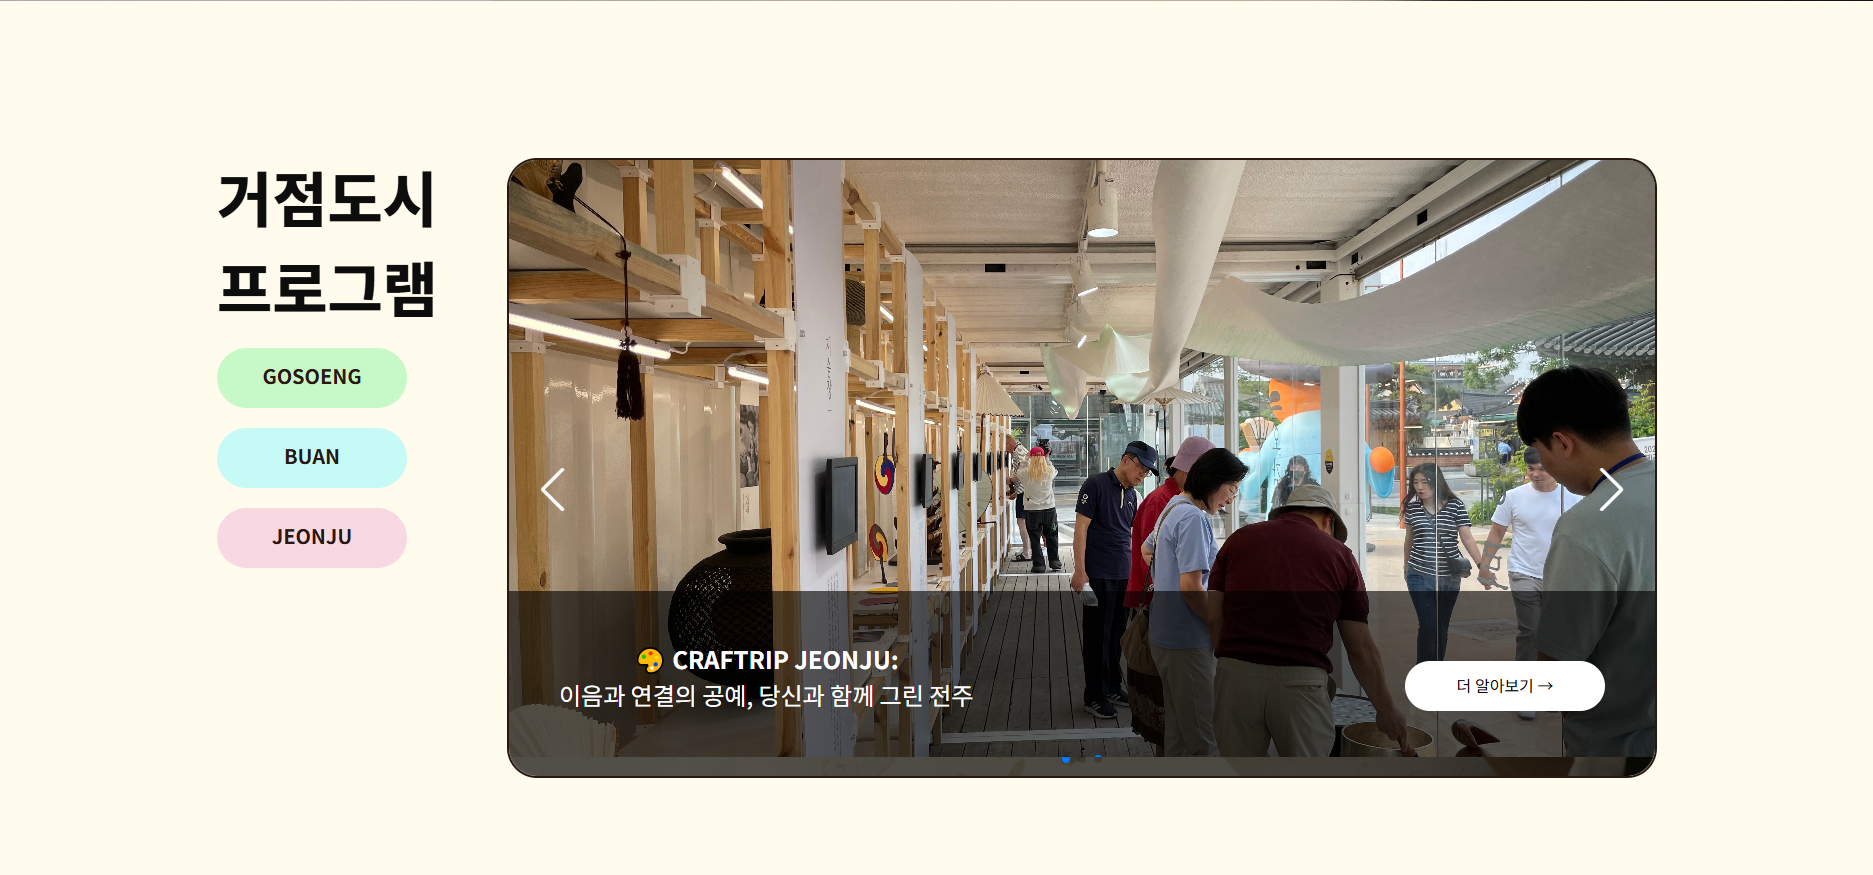 거점도시
프로그램
GOSOENG
BUAN
JEONJU
🎨 CRAFTRIP JEONJU:
이음과 연결의 공예, 당신과 함께 그린 전주
더 알아보기 →